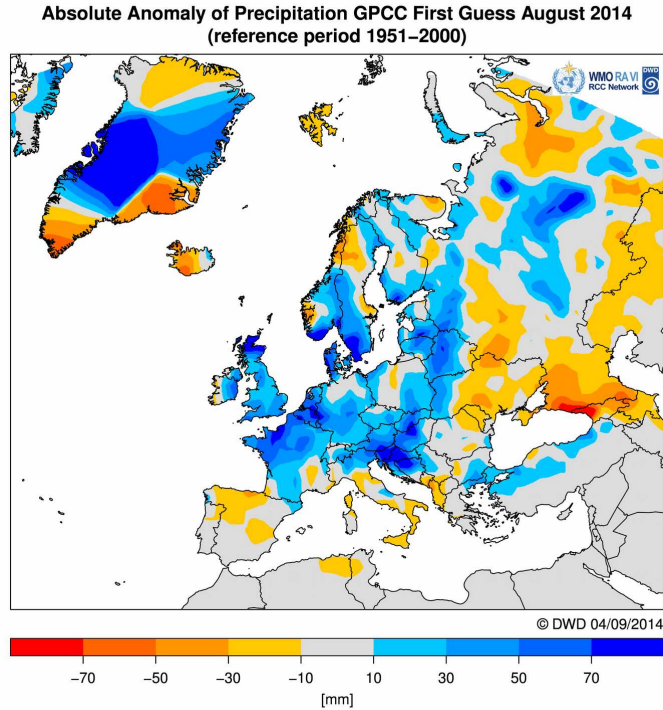 Absolute Anomaly of Precipitation GPCC First Guess August 2014
(reference period 1951−2000)
WMO RA VI
RCC Network
DWD
© DWD 04/09/2014
−70 −50 −30 −10 10 30 50 70
[mm]